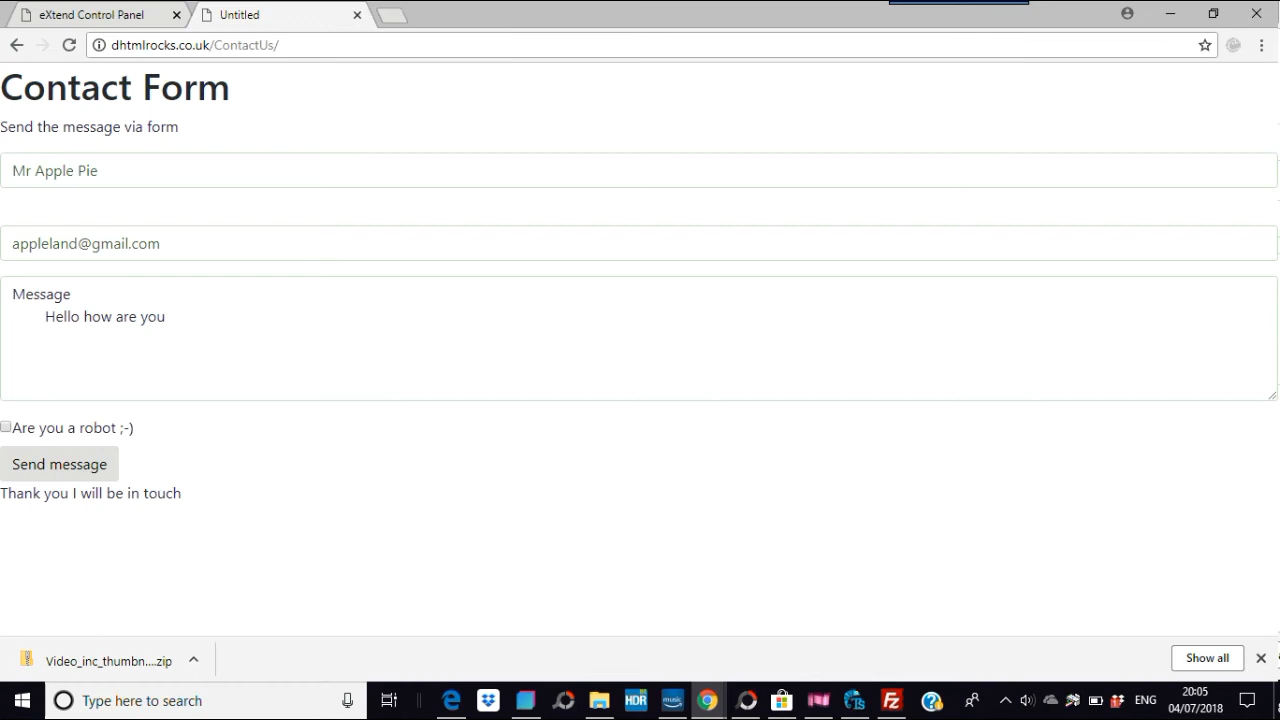 eXtend Control Panel
Untitled
dhtmlrocks.co.uk/ContactUs/
Contact Form
Send the message via form
Mr Apple Pie
appleland@gmail.com
Message
Hello how are you
Are you a robot ;-)
Send message
Thank you I will be in touch
Video_inc_thumbn....zip
Show all
Type here to search
HDR
music
Fz
ENG
20:05
04/07/2018